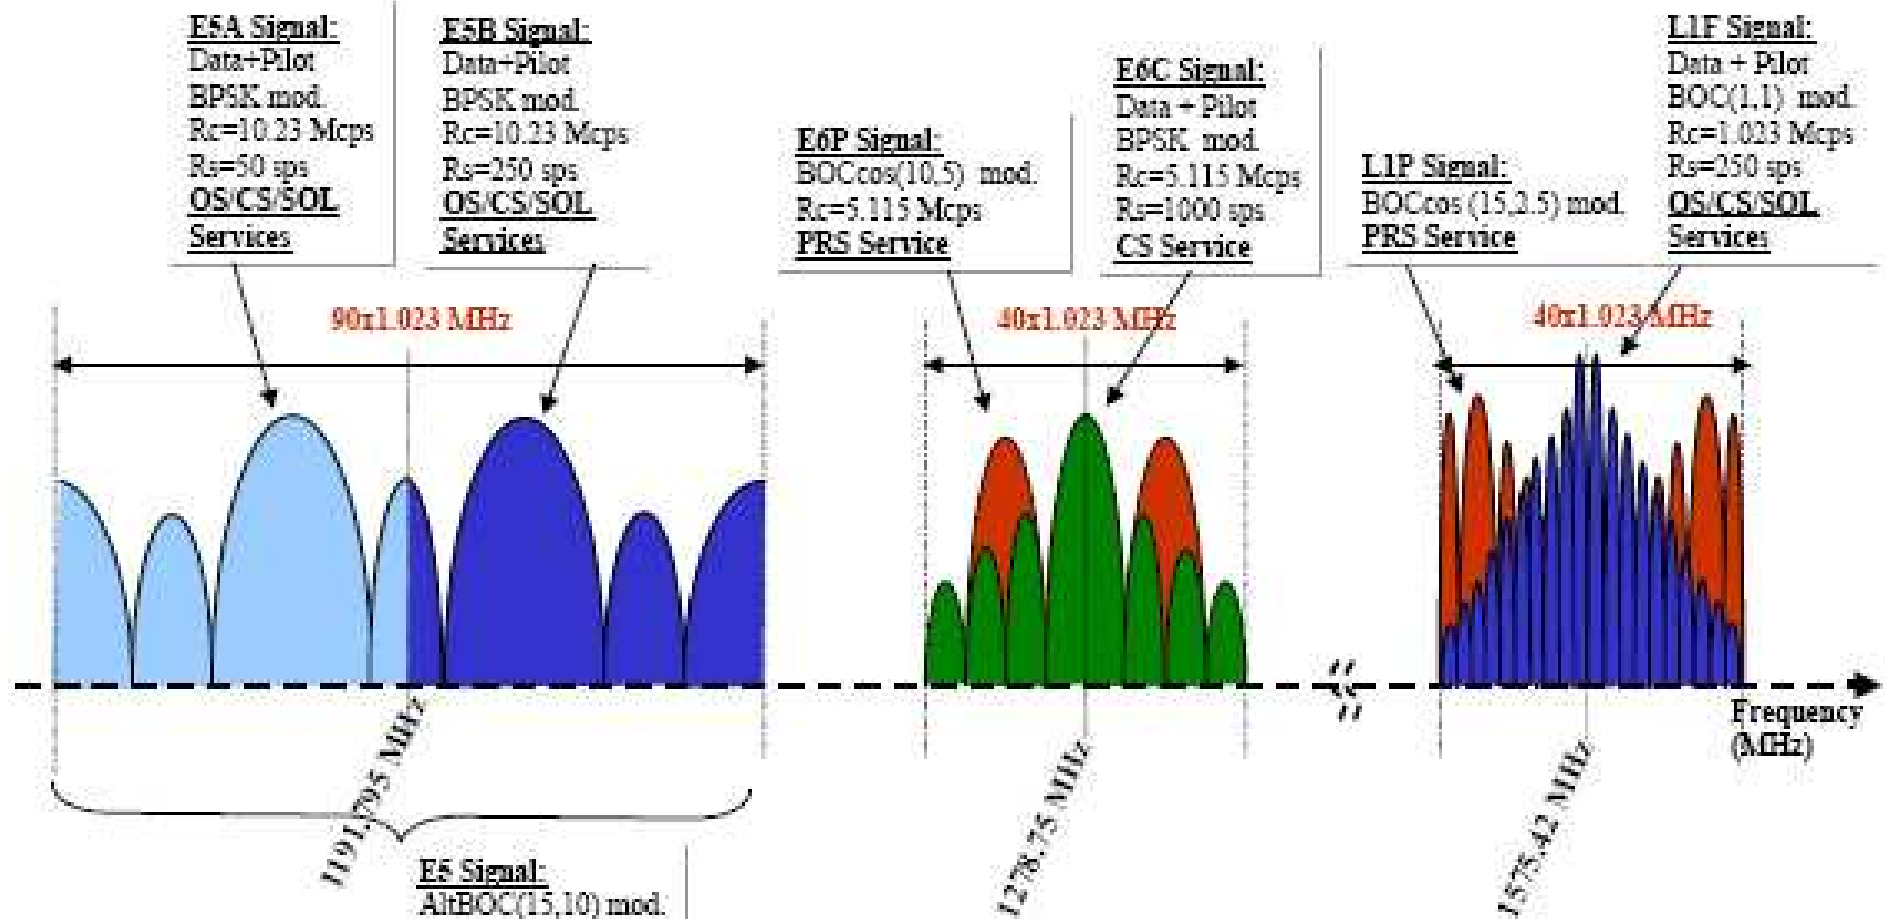 E5A Signal:
Data+Pilot
BPSK mod.
Rc=10.23 Mcps
Rs=50 sps
OS/CS/SOL
Services
E5B Signal:
Data+Pilot
BPSK mod.
Rc=10.23 Mcps
Rs=250 sps
OS/CS/SOL
Services
E6P Signal:
BOCcos(10,5) mod.
Rc=5.115 Mcps
PRS Service
E6C Signal:
Data + Pilot
BPSK mod.
Rc=5.115 Mcps
Rs=1000 sps
CS Service
L1P Signal:
BOCcos (15,2.5) mod.
PRS Service
L1F Signal:
Data + Pilot
BOC(1,1) mod.
Rc=1.023 Mcps
Rs=250 sps
OS/CS/SOL
Services
90x1.023 MHz
40x1.023 MHz
40x1.023 MHz
Frequency
(MHz)
1191.795 MHz
1278.75 MHz
1575.42 MHz
E5 Signal:
AltBOC(15,10) mod.